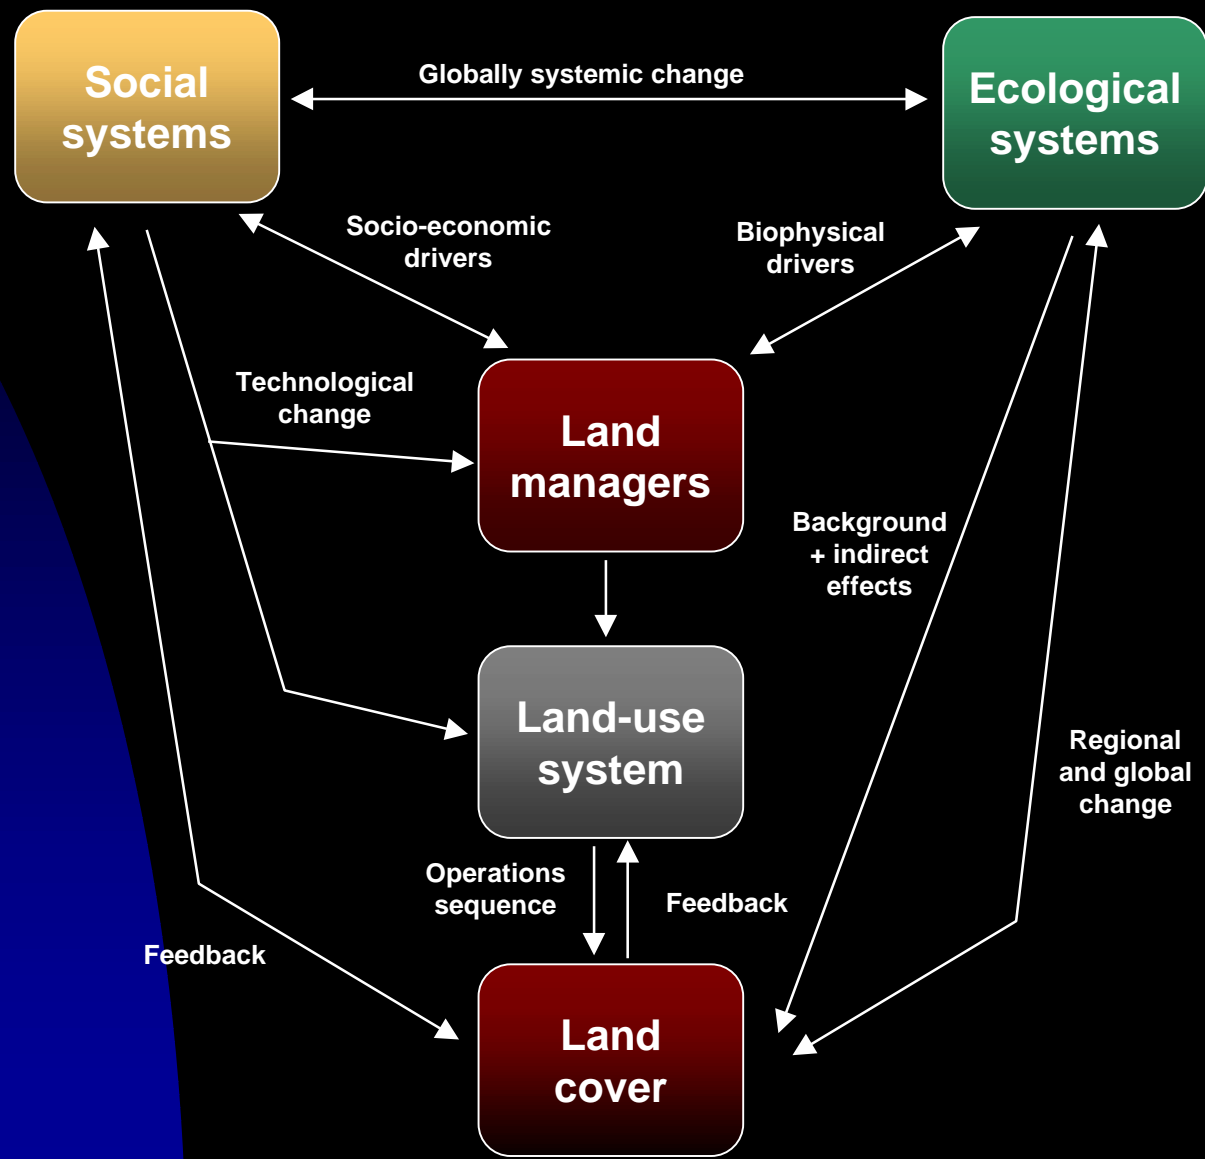 Social
systems
Globally systemic change
Ecological
systems
Socio-economic
drivers
Biophysical
drivers
Technological
change
Land
managers
Background
+ indirect
effects
Land-use
system
Regional
and global
change
Operations
sequence
Feedback
Feedback
Land
cover